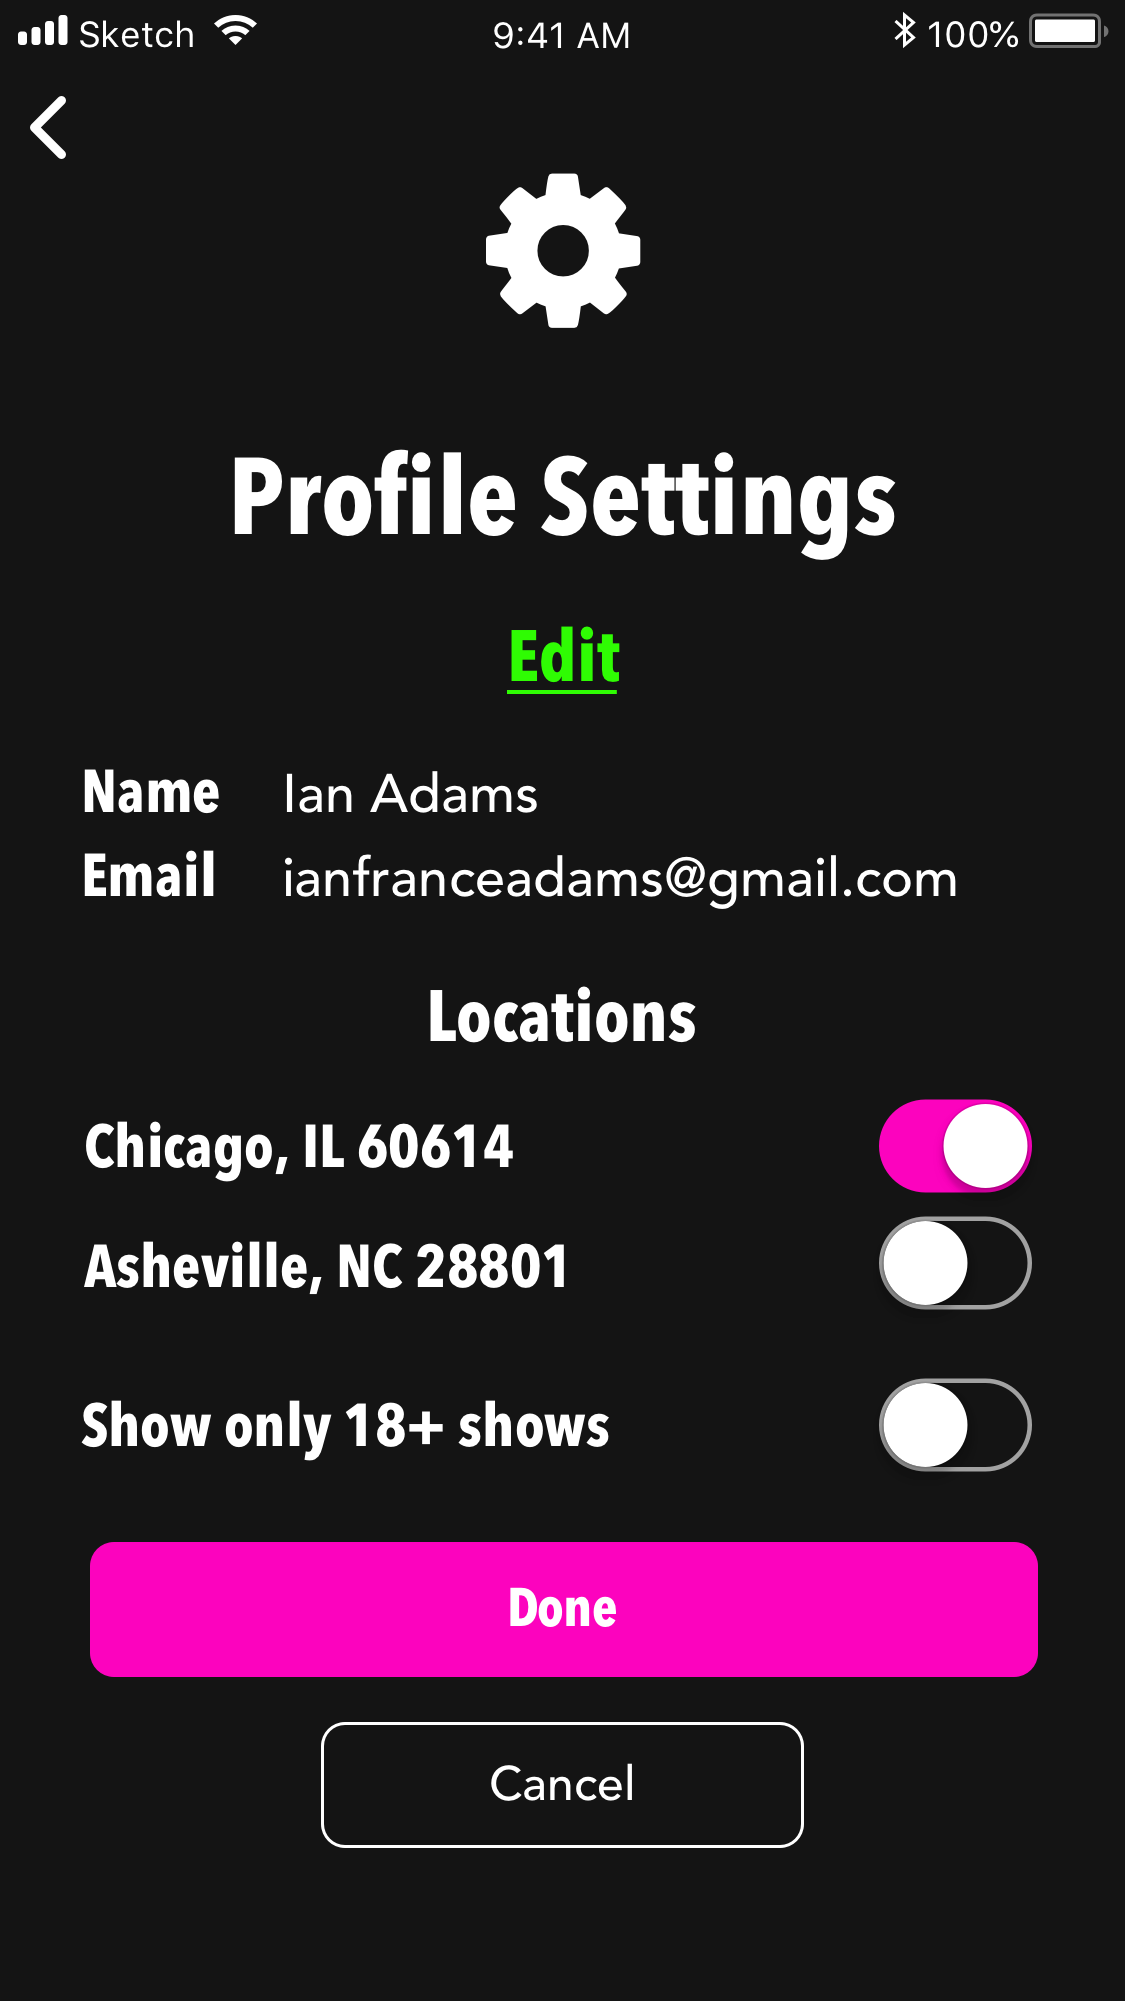 Sketch 9:41 AM 100%
Profile Settings
Edit
Name Ian Adams
Email ianfranceadams@gmail.com
Locations
Chicago, IL 60614
Asheville, NC 28801
Show only 18+ shows
Done
Cancel